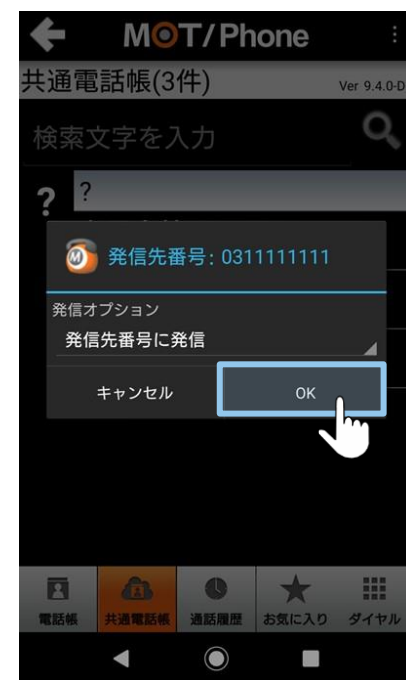 MOT/Phone
共通電話帳(3件)
Ver 9.4.0-D
検索文字を入力
?
?
発信先番号: 0311111111
発信オプション
発信先番号に発信
キャンセル
OK
電話帳
共通電話帳
通話履歴
お気に入り
ダイヤル